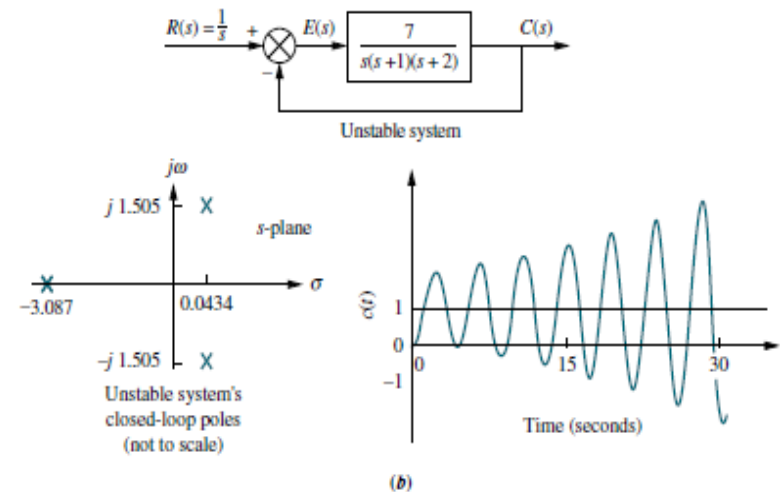 R(s) = 1/s + E(s) 7 C(s)
s(s+1)(s+2)
−
Unstable system
jω
j 1.505
s-plane
σ
−3.087 0.0434
−j 1.505
Unstable system's
closed-loop poles
(not to scale)
c(t)
1
0
−1
0 15 30
Time (seconds)
(b)